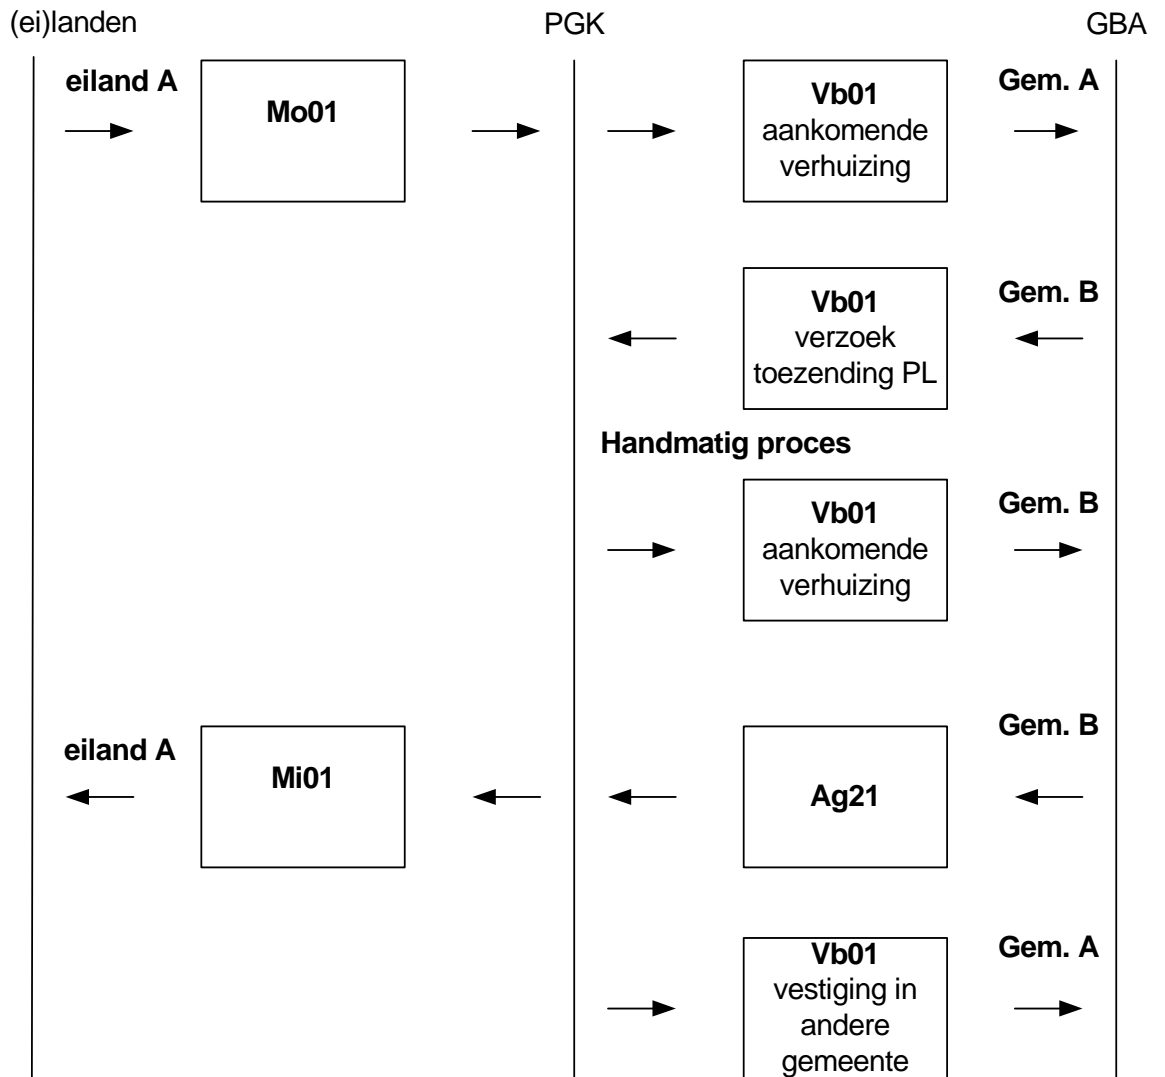 (ei)landen
PGK
GBA
eiland A
Mo01
Vb01
aankomende
verhuizing
Gem. A
Vb01
verzoek
toezending PL
Gem. B
Handmatig proces
Vb01
aankomende
verhuizing
Gem. B
eiland A
Mi01
Ag21
Gem. B
Vb01
vestiging in
andere
gemeente
Gem. A